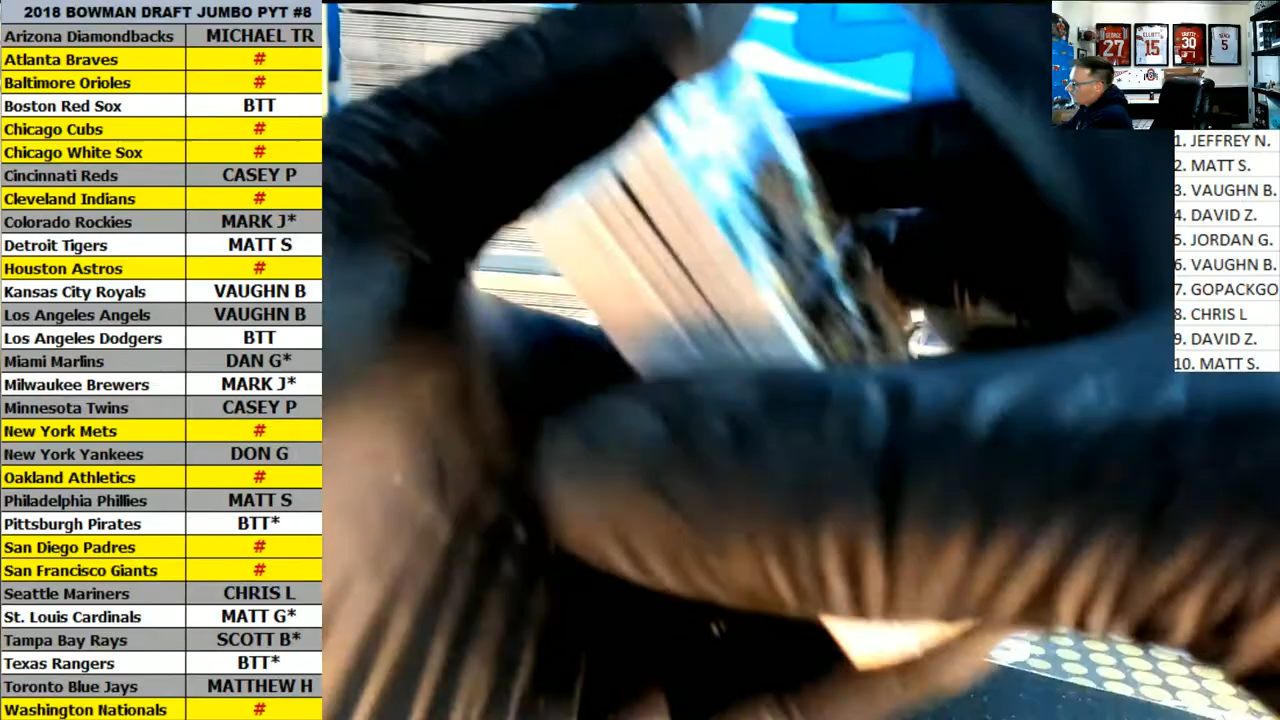 2018 BOWMAN DRAFT JUMBO PYT #8
Arizona Diamondbacks MICHAEL TR
Atlanta Braves #
Baltimore Orioles #
Boston Red Sox BTT
Chicago Cubs #
Chicago White Sox #
Cincinnati Reds CASEY P
Cleveland Indians #
Colorado Rockies MARK J*
Detroit Tigers MATT S
Houston Astros #
Kansas City Royals VAUGHN B
Los Angeles Angels VAUGHN B
Los Angeles Dodgers BTT
Miami Marlins DAN G*
Milwaukee Brewers MARK J*
Minnesota Twins CASEY P
New York Mets #
New York Yankees DON G
Oakland Athletics #
Philadelphia Phillies MATT S
Pittsburgh Pirates BTT*
San Diego Padres #
San Francisco Giants #
Seattle Mariners CHRIS L
St. Louis Cardinals MATT G*
Tampa Bay Rays SCOTT B*
Texas Rangers BTT*
Toronto Blue Jays MATTHEW H
Washington Nationals #
27
15
30
5
1. JEFFREY N.
2. MATT S.
3. VAUGHN B.
4. DAVID Z.
5. JORDAN G.
6. VAUGHN B.
7. GOPACKGO
8. CHRIS L
9. DAVID Z.
10. MATT S.